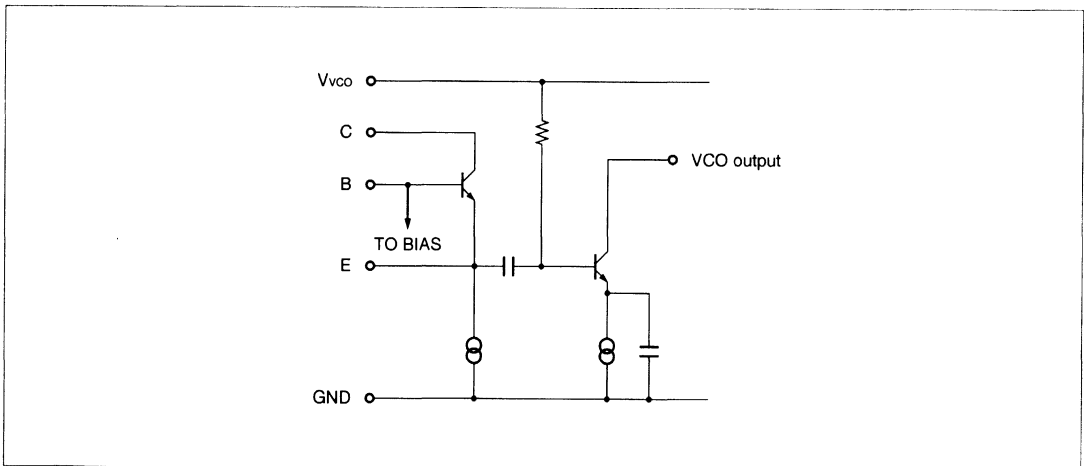 Vvco
C
VCO output
B
TO BIAS
E
GND